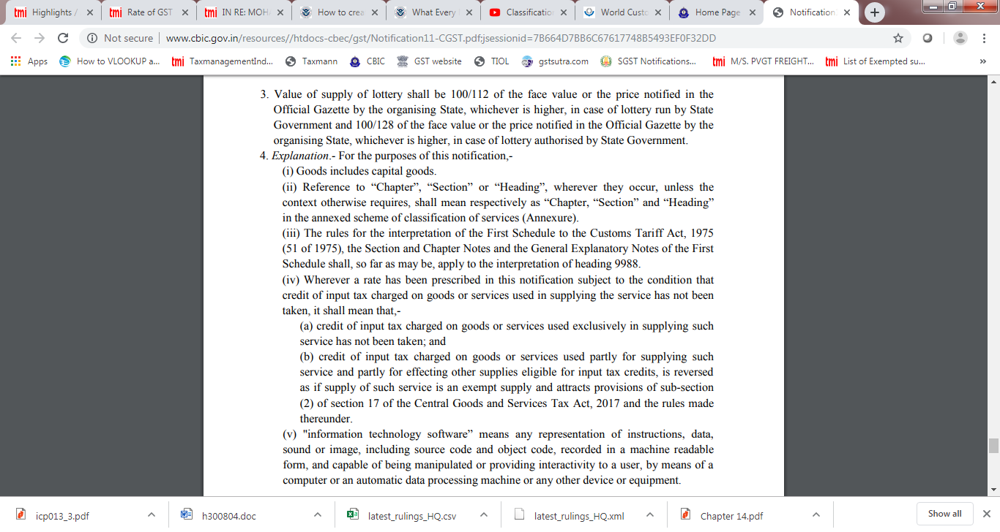 Highlights /
Rate of GST
IN RE: MOH
How to crea
What Every
Classificatio
World Custo
Home Page
Notification
Not secure | www.cbic.gov.in/resources//htdocs-cbec/gst/Notification11-CGST.pdf;jsessionid=7B664D7BB6C67617748B5493EF0F32DD
Apps
How to VLOOKUP a...
tmi TaxmanagementInd...
Taxmann
CBIC
GST website
TIOL
gstsutra.com
SGST Notifications...
tmi M/S. PVGT FREIGHT...
tmi List of Exempted su...
»
3. Value of supply of lottery shall be 100/112 of the face value or the price notified in the
Official Gazette by the organising State, whichever is higher, in case of lottery run by State
Government and 100/128 of the face value or the price notified in the Official Gazette by the
organising State, whichever is higher, in case of lottery authorised by State Government.
4. Explanation.- For the purposes of this notification,-
(i) Goods includes capital goods.
(ii) Reference to “Chapter”, “Section” or “Heading”, wherever they occur, unless the
context otherwise requires, shall mean respectively as “Chapter, “Section” and “Heading”
in the annexed scheme of classification of services (Annexure).
(iii) The rules for the interpretation of the First Schedule to the Customs Tariff Act, 1975
(51 of 1975), the Section and Chapter Notes and the General Explanatory Notes of the First
Schedule shall, so far as may be, apply to the interpretation of heading 9988.
(iv) Wherever a rate has been prescribed in this notification subject to the condition that
credit of input tax charged on goods or services used in supplying the service has not been
taken, it shall mean that,-
(a) credit of input tax charged on goods or services used exclusively in supplying such
service has not been taken; and
(b) credit of input tax charged on goods or services used partly for supplying such
service and partly for effecting other supplies eligible for input tax credits, is reversed
as if supply of such service is an exempt supply and attracts provisions of sub-section
(2) of section 17 of the Central Goods and Services Tax Act, 2017 and the rules made
thereunder.
(v) "information technology software” means any representation of instructions, data,
sound or image, including source code and object code, recorded in a machine readable
form, and capable of being manipulated or providing interactivity to a user, by means of a
computer or an automatic data processing machine or any other device or equipment.
icp013_3.pdf
h300804.doc
latest_rulings_HQ.csv
latest_rulings_HQ.xml
Chapter 14.pdf
Show all